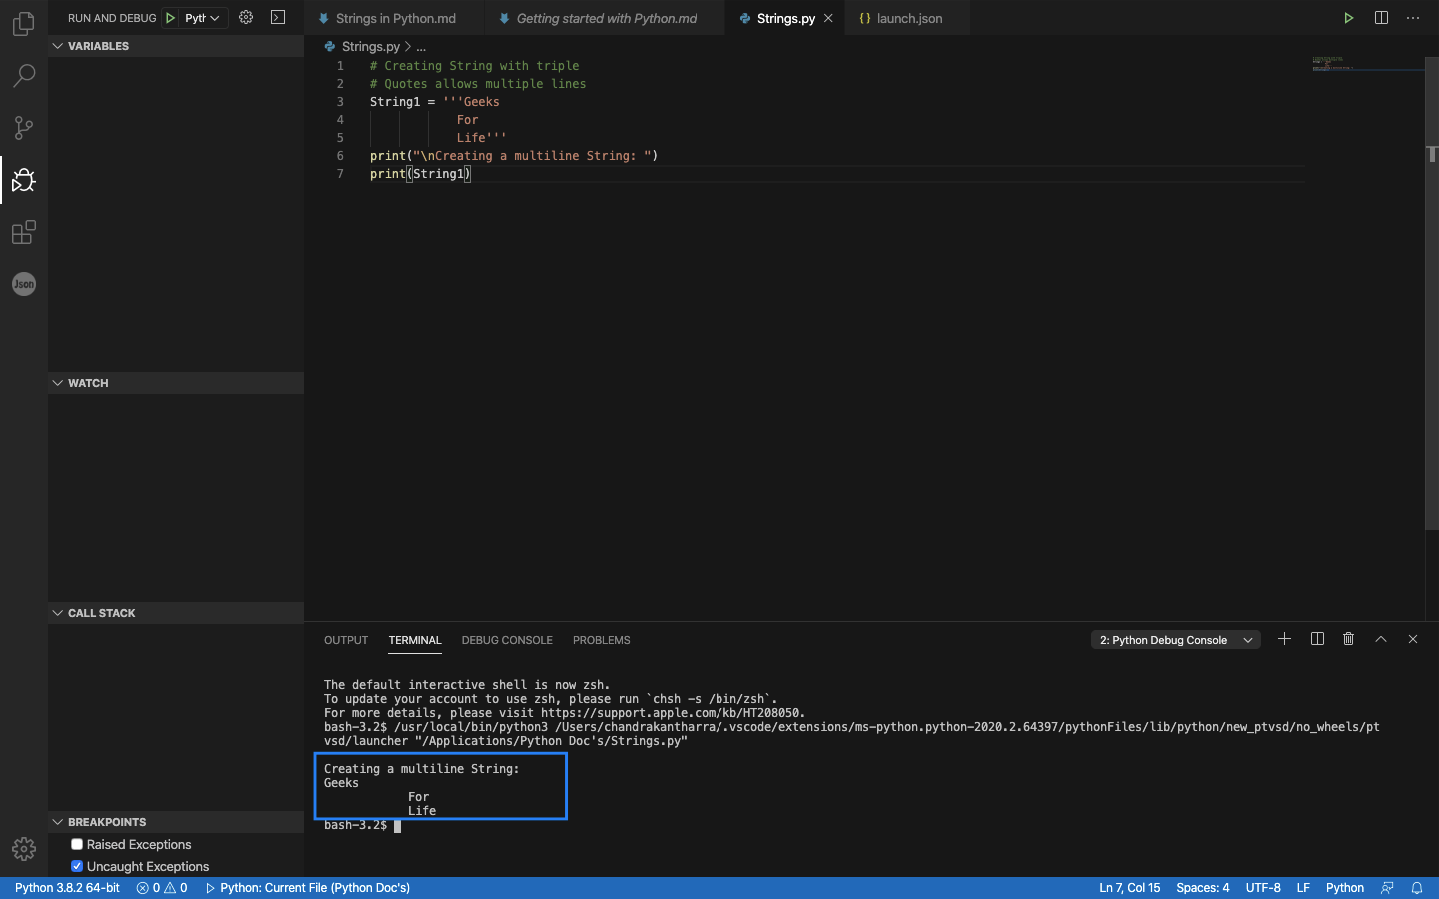 RUN AND DEBUG Pyth
Strings in Python.md Getting started with Python.md Strings.py launch.json
VARIABLES
Strings.py > ...
1 # Creating String with triple
2 # Quotes allows multiple lines
3 String1 = '''Geeks
4 For
5 Life'''
6 print("\nCreating a multiline String: ")
7 print(String1)
Json
WATCH
CALL STACK
BREAKPOINTS
Raised Exceptions
Uncaught Exceptions
OUTPUT TERMINAL DEBUG CONSOLE PROBLEMS 2: Python Debug Console
The default interactive shell is now zsh.
To update your account to use zsh, please run `chsh -s /bin/zsh`.
For more details, please visit https://support.apple.com/kb/HT208050.
bash-3.2$ /usr/local/bin/python3 /Users/chandrakantharra/.vscode/extensions/ms-python.python-2020.2.64397/pythonFiles/lib/python/new_ptvsd/no_wheels/pt
vsd/launcher "/Applications/Python Doc's/Strings.py"
Creating a multiline String:
Geeks
For
Life
bash-3.2$
Python 3.8.2 64-bit 0 0 Python: Current File (Python Doc's) Ln 7, Col 15 Spaces: 4 UTF-8 LF Python